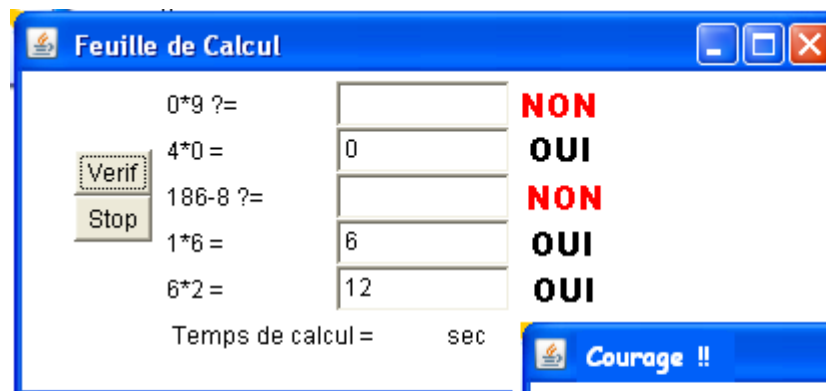 Feuille de Calcul
0*9 ?= NON
4*0 = 0 OUI
Verif
186-8 ?= NON
Stop
1*6 = 6 OUI
6*2 = 12 OUI
Temps de calcul = sec
Courage !!